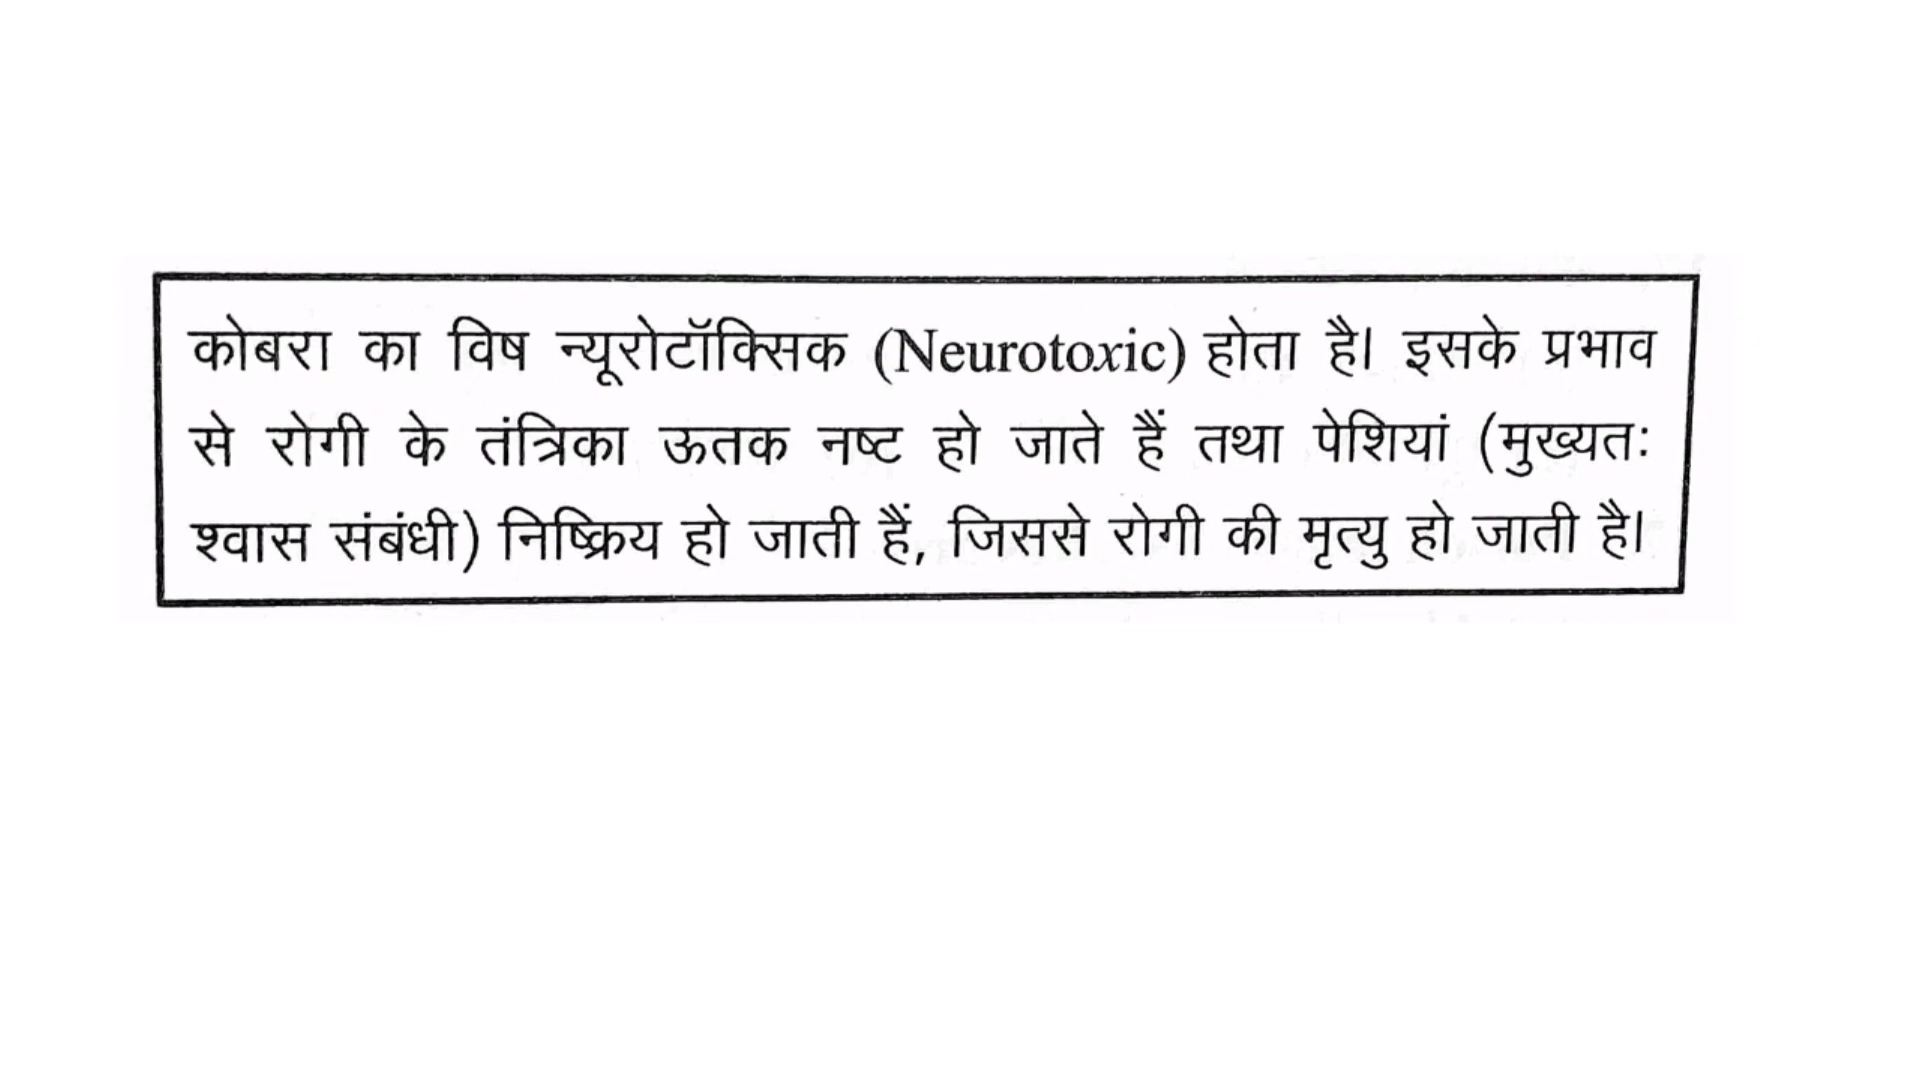 कोबरा का विष न्यूरोटॉक्सिक (Neurotoxic) होता है। इसके प्रभाव
से रोगी के तंत्रिका ऊतक नष्ट हो जाते हैं तथा पेशियां (मुख्यतः
श्वास संबंधी) निष्क्रिय हो जाती हैं, जिससे रोगी की मृत्यु हो जाती है।